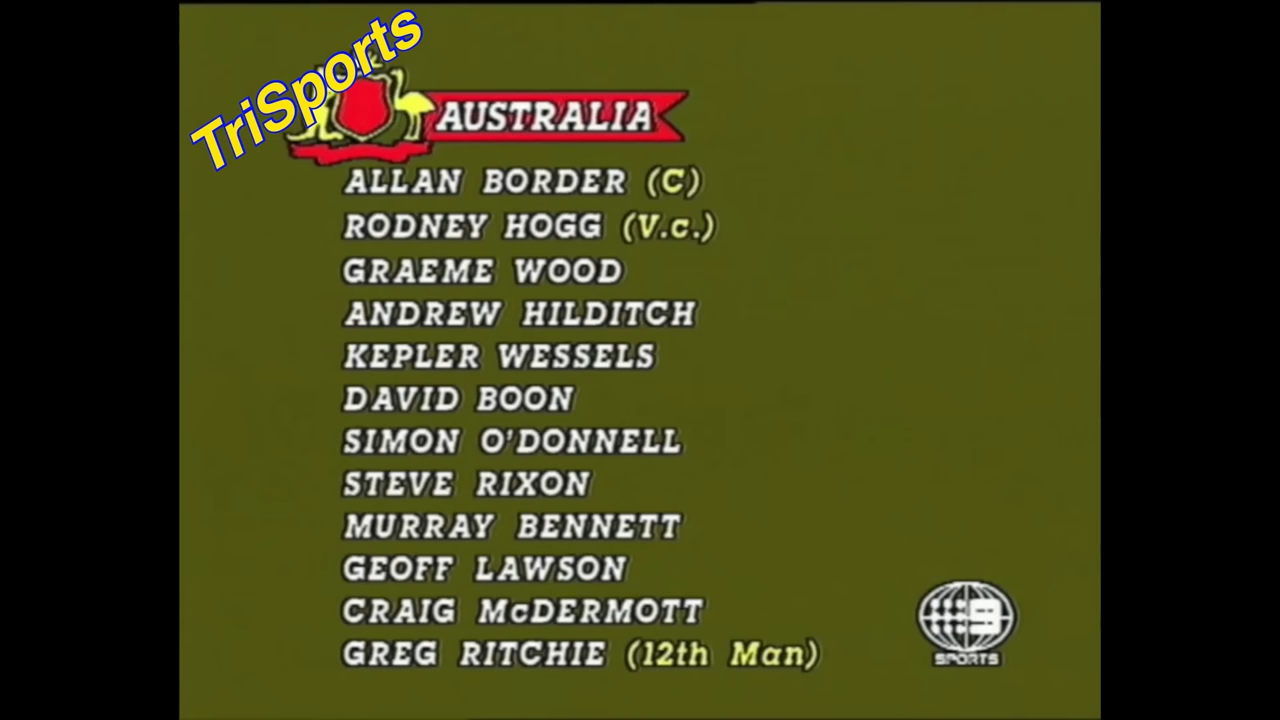 TriSports
AUSTRALIA
ALLAN BORDER (C)
RODNEY HOGG (V.c.)
GRAEME WOOD
ANDREW HILDITCH
KEPLER WESSELS
DAVID BOON
SIMON O'DONNELL
STEVE RIXON
MURRAY BENNETT
GEOFF LAWSON
CRAIG McDERMOTT
GREG RITCHIE (12th Man)
9
SPORTS